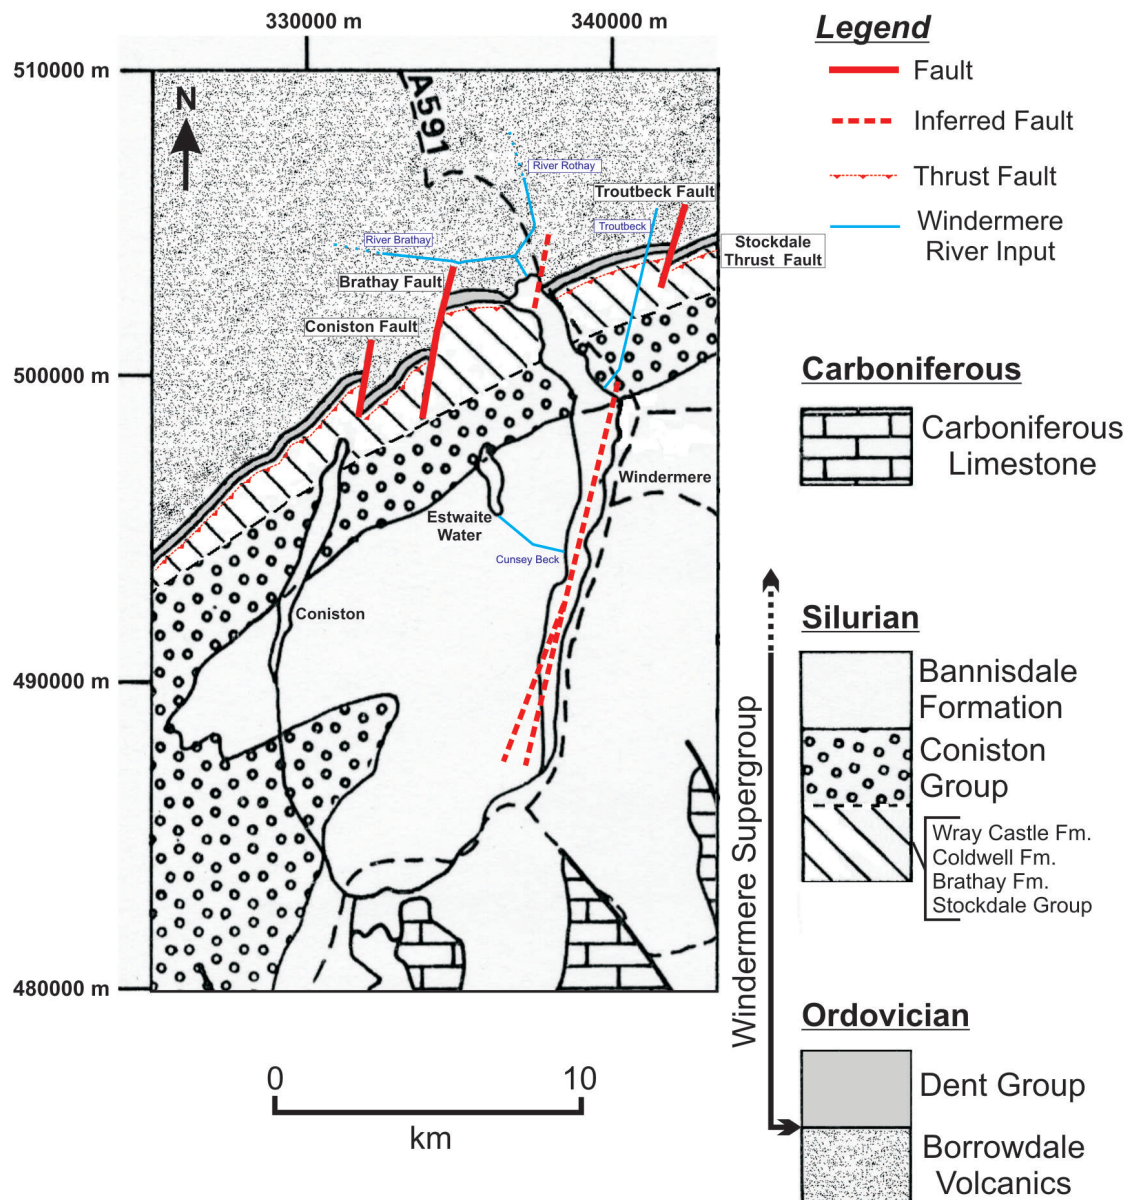 330000 m
340000 m
510000 m
500000 m
490000 m
480000 m
N
A591
River Rothay
Troutbeck Fault
Troutbeck
River Brathay
Brathay Fault
Stockdale
Thrust Fault
Coniston Fault
Windermere
Estwaite
Water
Cunsey Beck
Coniston
0
10
km
Legend
Fault
Inferred Fault
Thrust Fault
Windermere
River Input
Carboniferous
Carboniferous
Limestone
Silurian
Bannisdale
Formation
Coniston
Group
Wray Castle Fm.
Coldwell Fm.
Brathay Fm.
Stockdale Group
Windermere Supergroup
Ordovician
Dent Group
Borrowdale
Volcanics